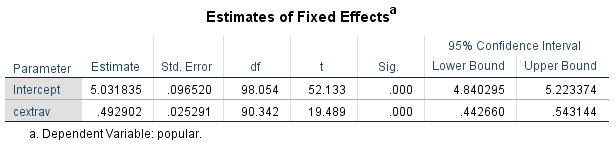 Estimates of Fixed Effectsa
95% Confidence Interval
Parameter Estimate Std. Error df t Sig. Lower Bound Upper Bound
Intercept 5.031835 .096520 98.054 52.133 .000 4.840295 5.223374
cextrav .492902 .025291 90.342 19.489 .000 .442660 .543144
a. Dependent Variable: popular.